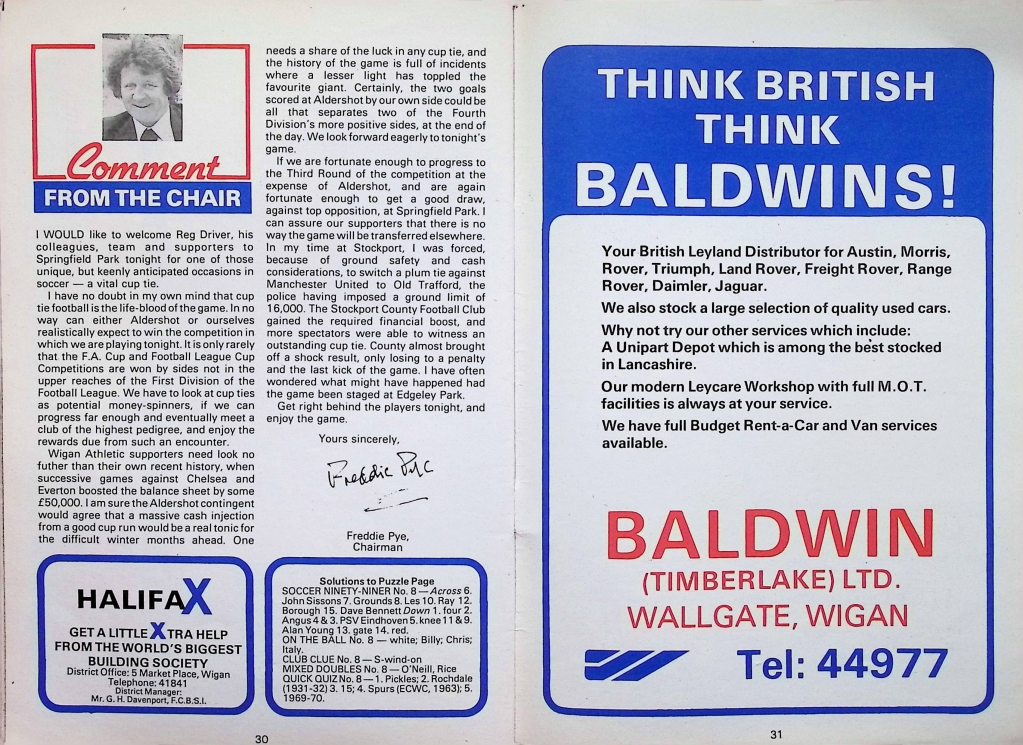 Comment
FROM THE CHAIR
I WOULD like to welcome Reg Driver, his
colleagues, team and supporters to
Springfield Park tonight for one of those
unique, but keenly anticipated occasions in
soccer — a vital cup tie.
I have no doubt in my own mind that cup
tie football is the life-blood of the game. In no
way can either Aldershot or ourselves
realistically expect to win the competition in
which we are playing tonight. It is only rarely
that the F.A. Cup and Football League Cup
Competitions are won by sides not in the
upper reaches of the First Division of the
Football League. We have to look at cup ties
as potential money-spinners, if we can
progress far enough and eventually meet a
club of the highest pedigree, and enjoy the
rewards due from such an encounter.
Wigan Athletic supporters need look no
futher than their own recent history, when
successive games against Chelsea and
Everton boosted the balance sheet by some
£50,000. I am sure the Aldershot contingent
would agree that a massive cash injection
from a good cup run would be a real tonic for
the difficult winter months ahead. One
needs a share of the luck in any cup tie, and
the history of the game is full of incidents
where a lesser light has toppled the
favourite giant. Certainly, the two goals
scored at Aldershot by our own side could be
all that separates two of the Fourth
Division's more positive sides, at the end of
the day. We look forward eagerly to tonight's
game.
If we are fortunate enough to progress to
the Third Round of the competition at the
expense of Aldershot, and are again
fortunate enough to get a good draw,
against top opposition, at Springfield Park. I
can assure our supporters that there is no
way the game will be transferred elsewhere.
In my time at Stockport, I was forced,
because of ground safety and cash
considerations, to switch a plum tie against
Manchester United to Old Trafford, the
police having imposed a ground limit of
16,000. The Stockport County Football Club
gained the required financial boost, and
more spectators were able to witness an
outstanding cup tie. County almost brought
off a shock result, only losing to a penalty
and the last kick of the game. I have often
wondered what might have happened had
the game been staged at Edgeley Park.
Get right behind the players tonight, and
enjoy the game.
Yours sincerely,
Freddie Pye
Freddie Pye,
Chairman
HALIFAX
GET A LITTLE XTRA HELP
FROM THE WORLD'S BIGGEST
BUILDING SOCIETY
District Office: 5 Market Place, Wigan
Telephone: 41841
District Manager:
Mr. G. H. Davenport, F.C.B.S.I.
Solutions to Puzzle Page
SOCCER NINETY-NINER No. 8 — Across 6.
John Sissons 7. Grounds 8. Les 10. Ray 12.
Borough 15. Dave Bennett Down 1. four 2.
Angus 4 & 3. PSV Eindhoven 5. knee 11 & 9.
Alan Young 13. gate 14. red.
ON THE BALL No. 8 — white; Billy; Chris;
Italy.
CLUB CLUE No. 8 — S-wind-on
MIXED DOUBLES No. 8 — O'Neill, Rice
QUICK QUIZ No. 8 — 1. Pickles; 2. Rochdale
(1931-32) 3. 15; 4. Spurs (ECWC, 1963); 5.
1969-70.
30
THINK BRITISH
THINK
BALDWINS!
Your British Leyland Distributor for Austin, Morris,
Rover, Triumph, Land Rover, Freight Rover, Range
Rover, Daimler, Jaguar.
We also stock a large selection of quality used cars.
Why not try our other services which include:
A Unipart Depot which is among the best stocked
in Lancashire.
Our modern Leycare Workshop with full M.O.T.
facilities is always at your service.
We have full Budget Rent-a-Car and Van services
available.
BALDWIN
(TIMBERLAKE) LTD.
WALLGATE, WIGAN
Tel: 44977
31